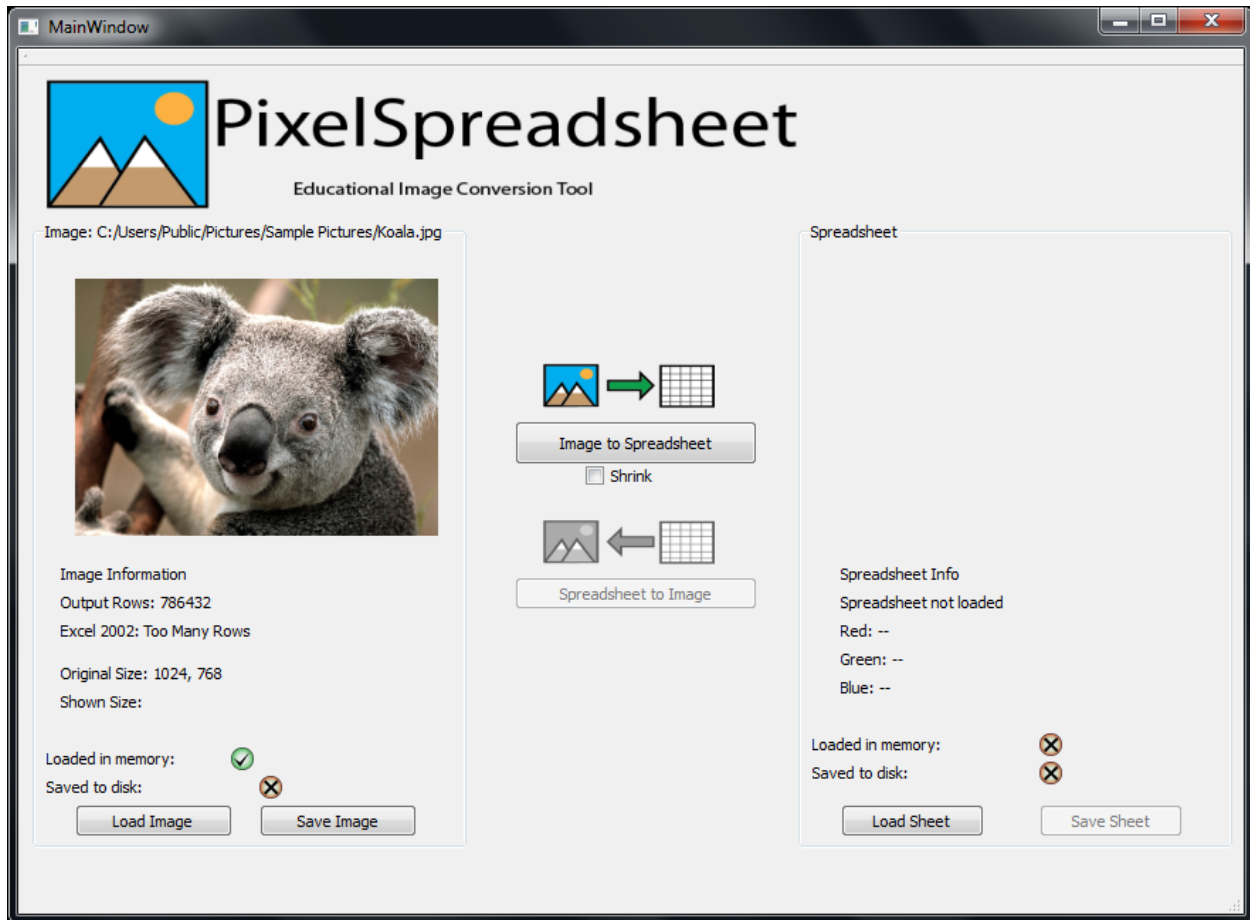 MainWindow
PixelSpreadsheet
Educational Image Conversion Tool
Image: C:/Users/Public/Pictures/Sample Pictures/Koala.jpg
Image Information
Output Rows: 786432
Excel 2002: Too Many Rows
Original Size: 1024, 768
Shown Size:
Loaded in memory:
Saved to disk:
Load Image
Save Image
Image to Spreadsheet
Shrink
Spreadsheet to Image
Spreadsheet
Spreadsheet Info
Spreadsheet not loaded
Red: --
Green: --
Blue: --
Loaded in memory:
Saved to disk:
Load Sheet
Save Sheet